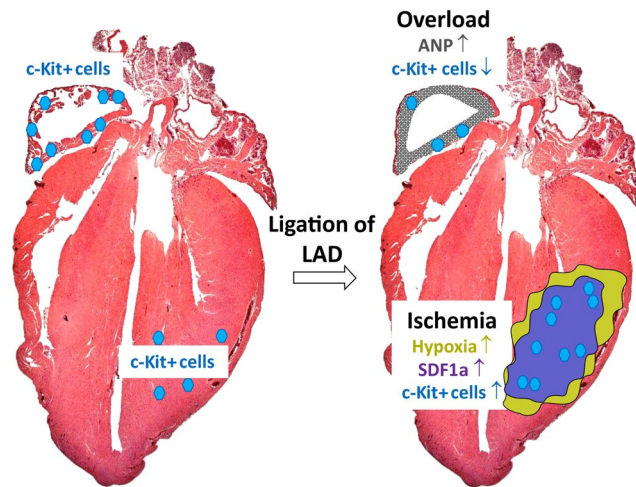 c-Kit+ cells
c-Kit+ cells
Ligation of
LAD
Overload
ANP ↑
c-Kit+ cells ↓
Ischemia
Hypoxia ↑
SDF1a ↑
c-Kit+ cells ↑